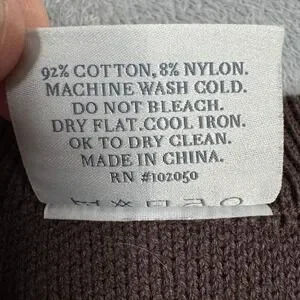 92% COTTON, 8% NYLON.
MACHINE WASH COLD.
DO NOT BLEACH.
DRY FLAT.COOL IRON.
OK TO DRY CLEAN.
MADE IN CHINA.
RN #102050